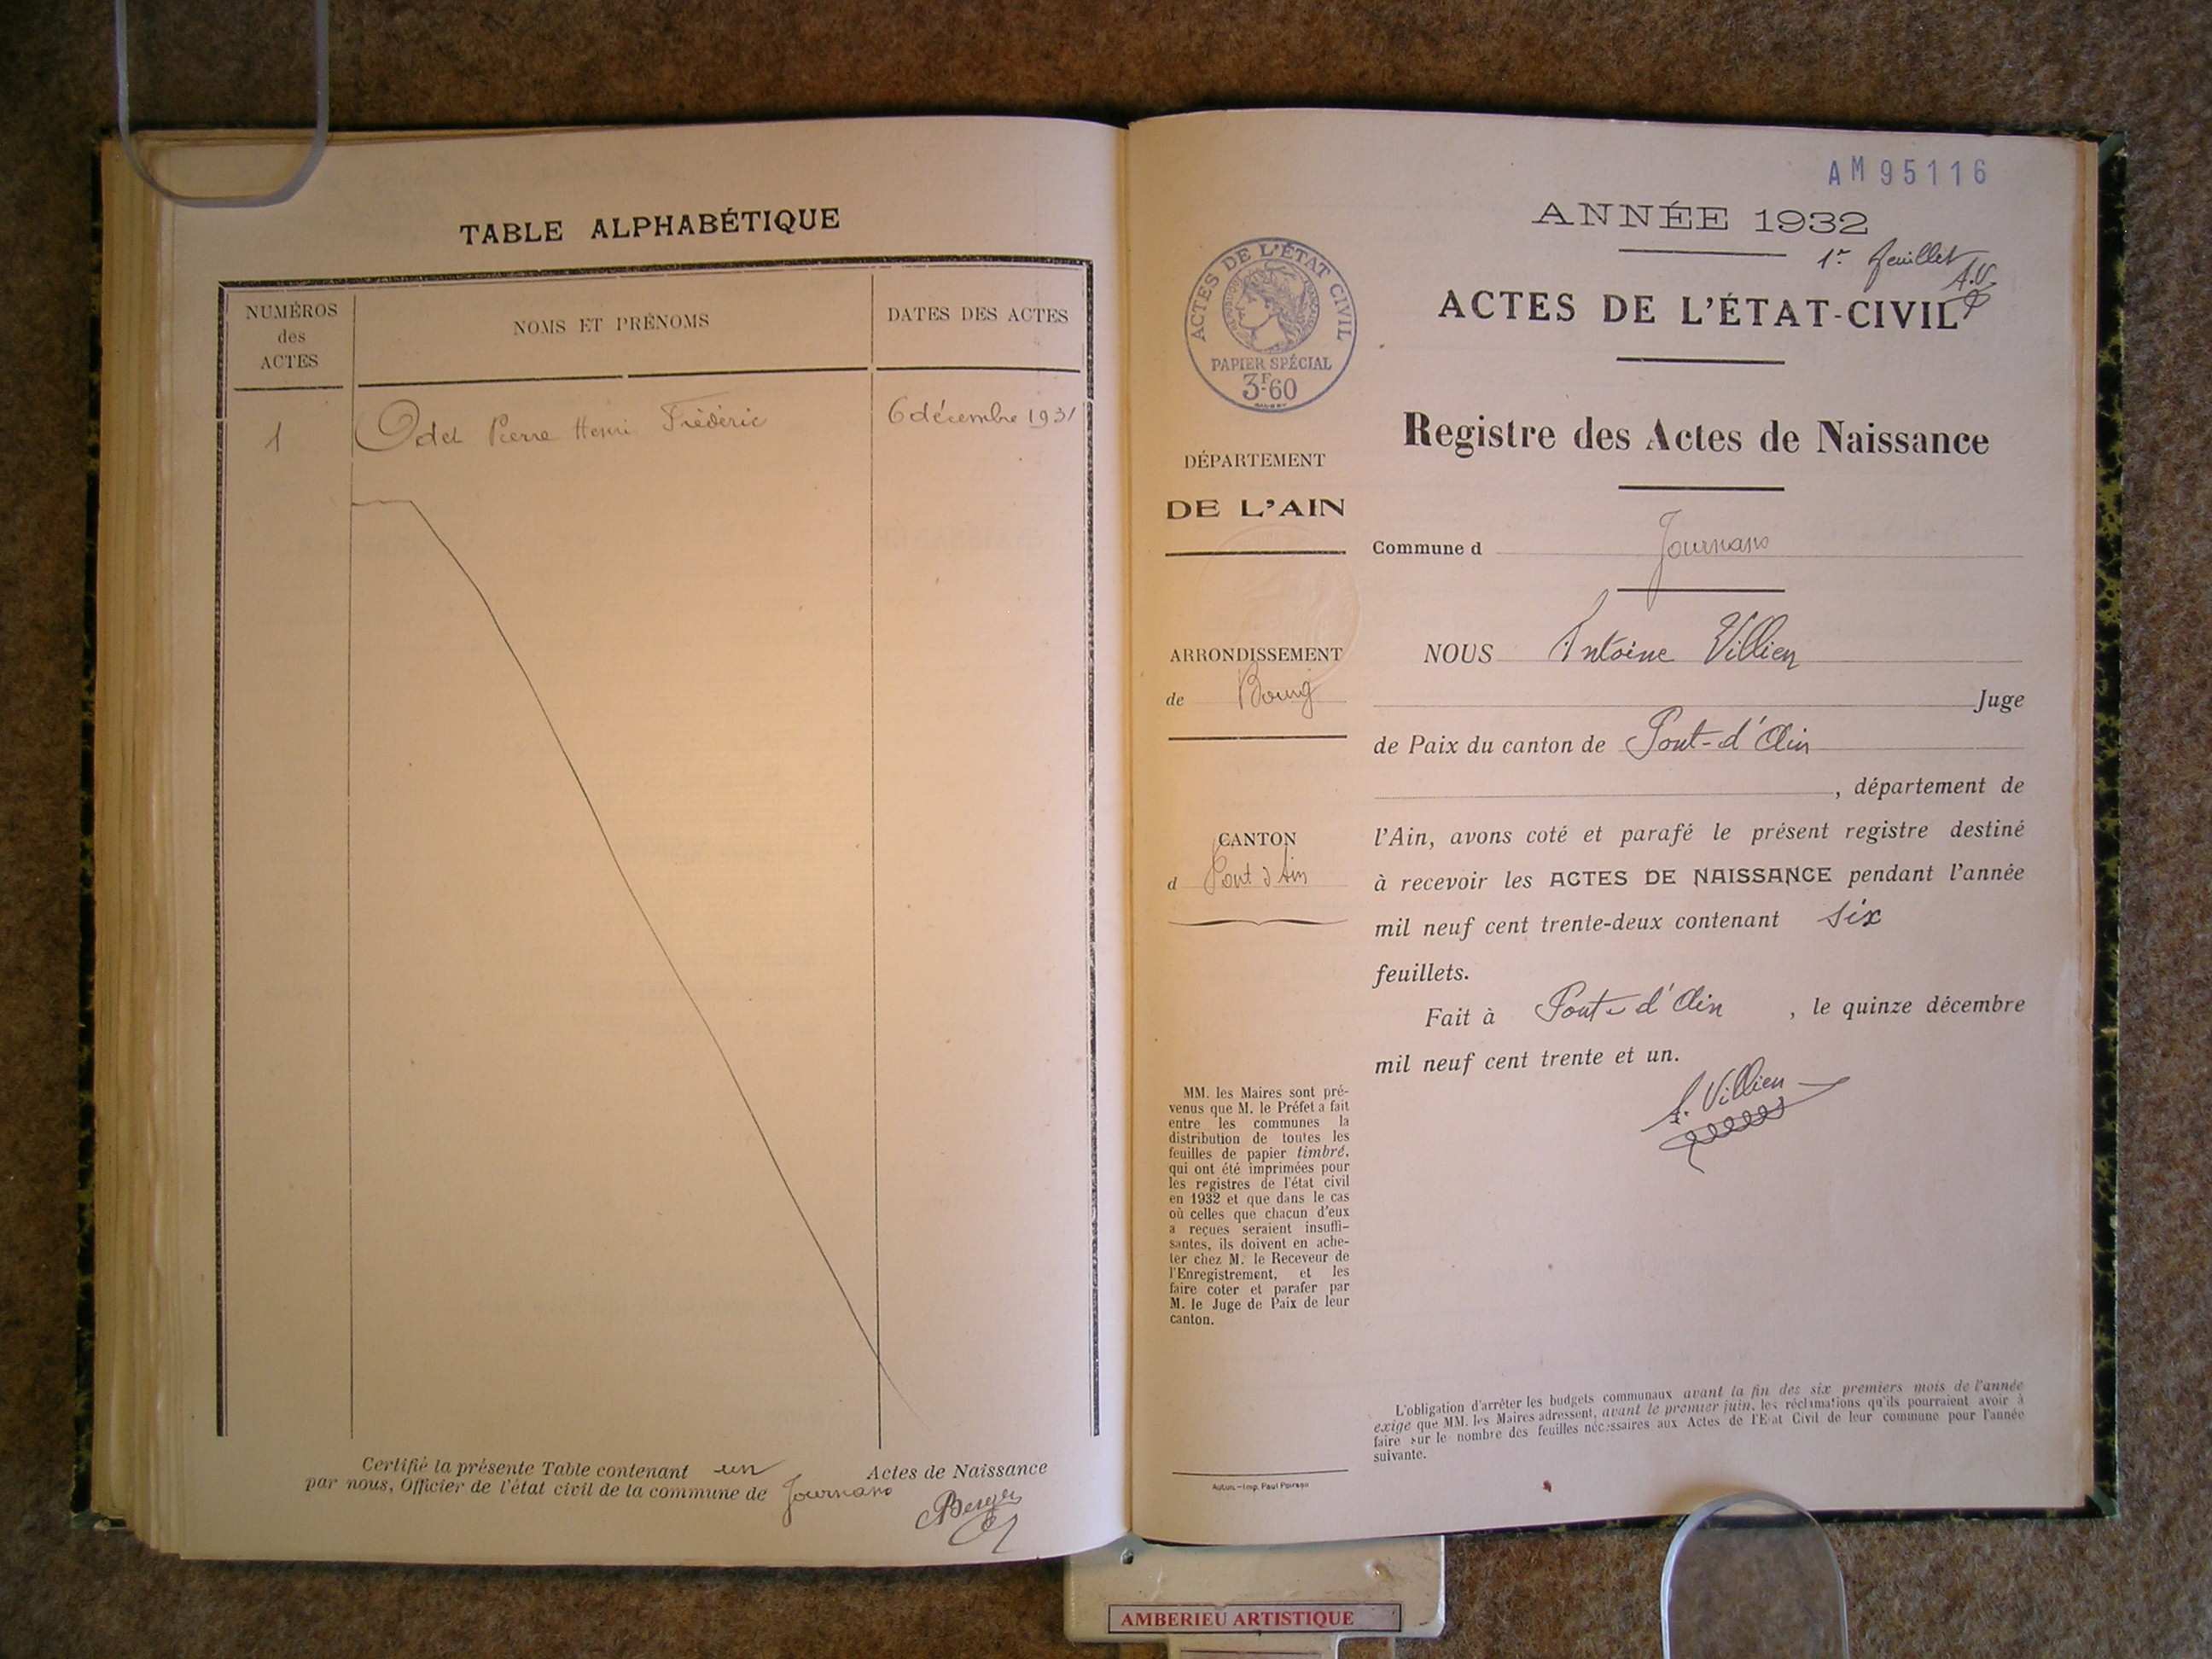 TABLE ALPHABÉTIQUE
NUMÉROS
des
ACTES
NOMS ET PRÉNOMS
DATES DES ACTES
1
Odet Pierre Henri Frédéric
6 décembre 1931
Certifié la présente Table contenant un Actes de Naissance
par nous, Officier de l'état civil de la commune de Journans
Berger
AM95116
ANNÉE 1932
1er feuillet
A.V.
ACTES DE L'ÉTAT CIVIL
PAPIER SPÉCIAL
3F60
ACTES DE L'ÉTAT-CIVIL
Registre des Actes de Naissance
DÉPARTEMENT
DE L'AIN
Commune d Journans
ARRONDISSEMENT
de Bourg
CANTON
d Pont d'Ain
NOUS Antoine Villien
Juge
de Paix du canton de Pont-d'Ain
, département de
l'Ain, avons coté et parafé le présent registre destiné
à recevoir les ACTES DE NAISSANCE pendant l'année
mil neuf cent trente-deux contenant six
feuillets.
Fait à Pont-d'Ain, le quinze décembre
mil neuf cent trente et un.
A. Villien
MM. les Maires sont pré-
venus que M. le Préfet a fait
entre les communes la
distribution de toutes les
feuilles de papier timbré,
qui ont été imprimées pour
les registres de l'état civil
en 1932 et que dans le cas
où celles que chacun d'eux
a reçues seraient insuffi-
santes, ils doivent en ache-
ter chez M. le Receveur de
l'Enregistrement, et les
faire coter et parafer par
M. le Juge de Paix de leur
canton.
L'obligation d'arrêter les budgets communaux avant la fin des six premiers mois de l'année
exige que MM. les Maires adressent, avant le premier juin, les réclamations qu'ils pourraient avoir à
faire sur le nombre des feuilles nécessaires aux Actes de l'Etat Civil de leur commune pour l'année
suivante.
Autun. — Imp. Paul
AMBERIEU ARTISTIQUE